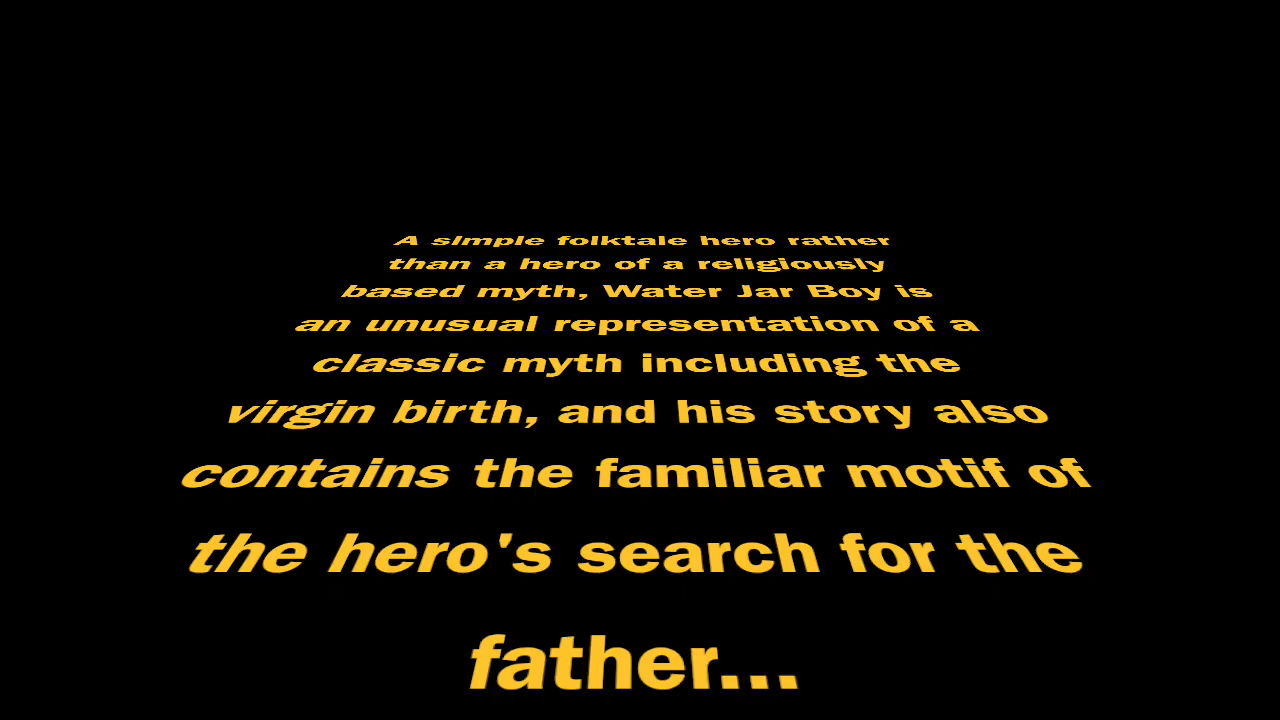 A simple folktale hero rather
than a hero of a religiously
based myth, Water Jar Boy is
an unusual representation of a
classic myth including the
virgin birth, and his story also
contains the familiar motif of
the hero's search for the
father...